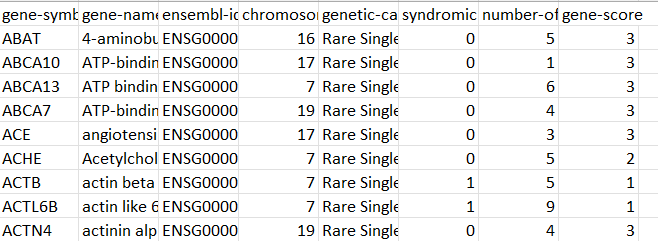 gene-symb gene-name ensembl-id chromosom genetic-ca syndromic number-of gene-score
ABAT 4-aminobu ENSG0000 16 Rare Single 0 5 3
ABCA10 ATP-bindin ENSG0000 17 Rare Single 0 1 3
ABCA13 ATP bindin ENSG0000 7 Rare Single 0 6 3
ABCA7 ATP-bindin ENSG0000 19 Rare Single 0 4 3
ACE angiotensi ENSG0000 17 Rare Single 0 3 3
ACHE Acetylchol ENSG0000 7 Rare Single 0 5 2
ACTB actin beta ENSG0000 7 Rare Single 1 5 1
ACTL6B actin like 6 ENSG0000 7 Rare Single 1 9 1
ACTN4 actinin alp ENSG0000 19 Rare Single 0 4 3